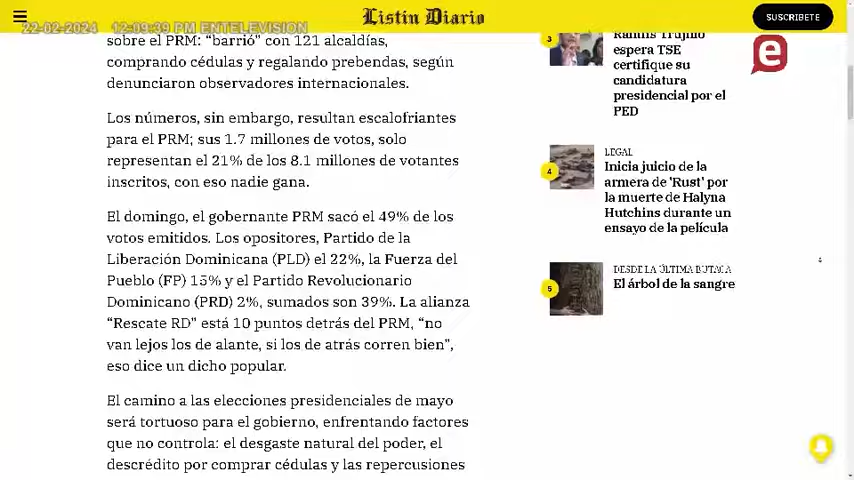 22-02-2024 12:09:39 PM ENTELEVISION
Listín Diario
SUSCRÍBETE
sobre el PRM: “barrió” con 121 alcaldías,
comprando cédulas y regalando prebendas, según
denunciaron observadores internacionales.
Los números, sin embargo, resultan escalofriantes
para el PRM; sus 1.7 millones de votos, solo
representan el 21% de los 8.1 millones de votantes
inscritos, con eso nadie gana.
El domingo, el gobernante PRM sacó el 49% de los
votos emitidos. Los opositores, Partido de la
Liberación Dominicana (PLD) el 22%, la Fuerza del
Pueblo (FP) 15% y el Partido Revolucionario
Dominicano (PRD) 2%, sumados son 39%. La alianza
“Rescate RD” está 10 puntos detrás del PRM, “no
van lejos los de alante, si los de atrás corren bien”,
eso dice un dicho popular.
El camino a las elecciones presidenciales de mayo
será tortuoso para el gobierno, enfrentando factores
que no controla: el desgaste natural del poder, el
descrédito por comprar cédulas y las repercusiones
3
Ramfis Trujillo
espera TSE
certifique su
candidatura
presidencial por el
PED
e
4
LEGAL
Inicia juicio de la
armera de 'Rust' por
la muerte de Halyna
Hutchins durante un
ensayo de la película
5
DESDE LA ÚLTIMA BUTACA
El árbol de la sangre